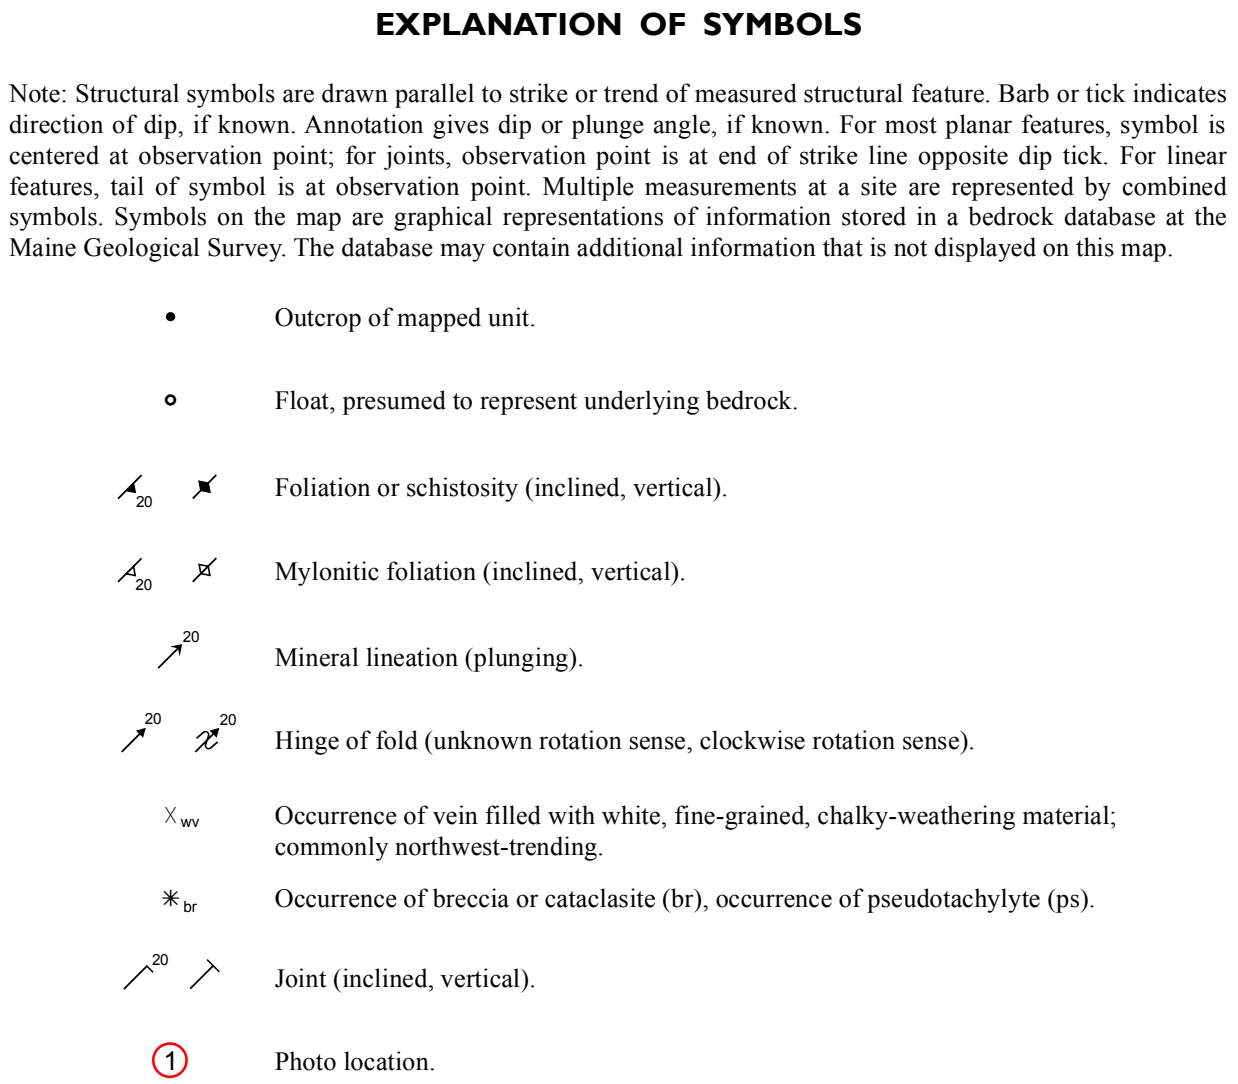 EXPLANATION OF SYMBOLS
Note: Structural symbols are drawn parallel to strike or trend of measured structural feature. Barb or tick indicates
direction of dip, if known. Annotation gives dip or plunge angle, if known. For most planar features, symbol is
centered at observation point; for joints, observation point is at end of strike line opposite dip tick. For linear
features, tail of symbol is at observation point. Multiple measurements at a site are represented by combined
symbols. Symbols on the map are graphical representations of information stored in a bedrock database at the
Maine Geological Survey. The database may contain additional information that is not displayed on this map.
Outcrop of mapped unit.
Float, presumed to represent underlying bedrock.
20 Foliation or schistosity (inclined, vertical).
20 Mylonitic foliation (inclined, vertical).
20 Mineral lineation (plunging).
20 20 Hinge of fold (unknown rotation sense, clockwise rotation sense).
X wv Occurrence of vein filled with white, fine-grained, chalky-weathering material;
commonly northwest-trending.
* br Occurrence of breccia or cataclasite (br), occurrence of pseudotachylyte (ps).
20 Joint (inclined, vertical).
1 Photo location.